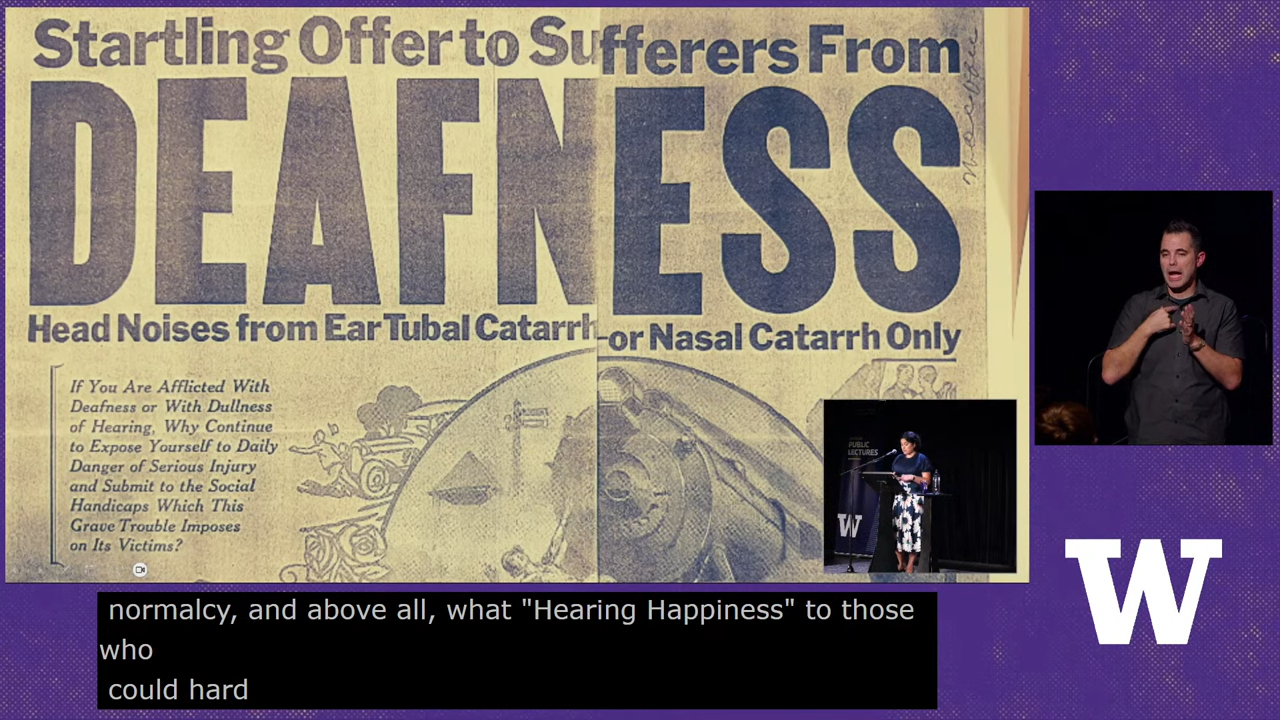 Startling Offer to Sufferers From
DEAFNESS
Head Noises from Ear Tubal Catarrh-or Nasal Catarrh Only
If You Are Afflicted With
Deafness or With Dullness
of Hearing, Why Continue
to Expose Yourself to Daily
Danger of Serious Injury
and Submit to the Social
Handicaps Which This
Grave Trouble Imposes
on Its Victims?
PUBLIC
LECTURES
W
W
normalcy, and above all, what "Hearing Happiness" to those
who
could hard